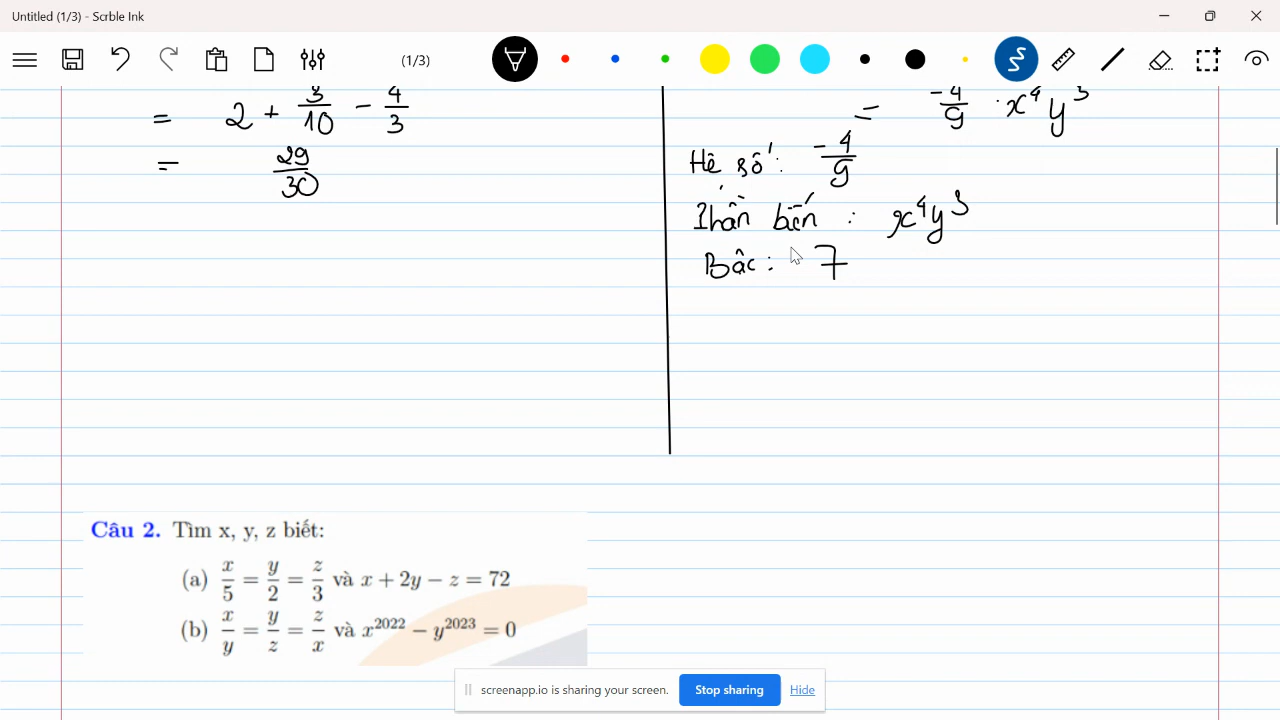 Untitled (1/3) - Scrble Ink
(1/3)
= 2 + 3/10 - 4/3
= 29/30
= -4/9 · x⁴y³
Hệ số: -4/9
Phần biến : x⁴y³
Bậc: 7
Câu 2. Tìm x, y, z biết:
(a) x/5 = y/2 = z/3 và x + 2y − z = 72
(b) x/y = y/z = z/x và x²⁰²² − y²⁰²³ = 0
screenapp.io is sharing your screen. Stop sharing Hide